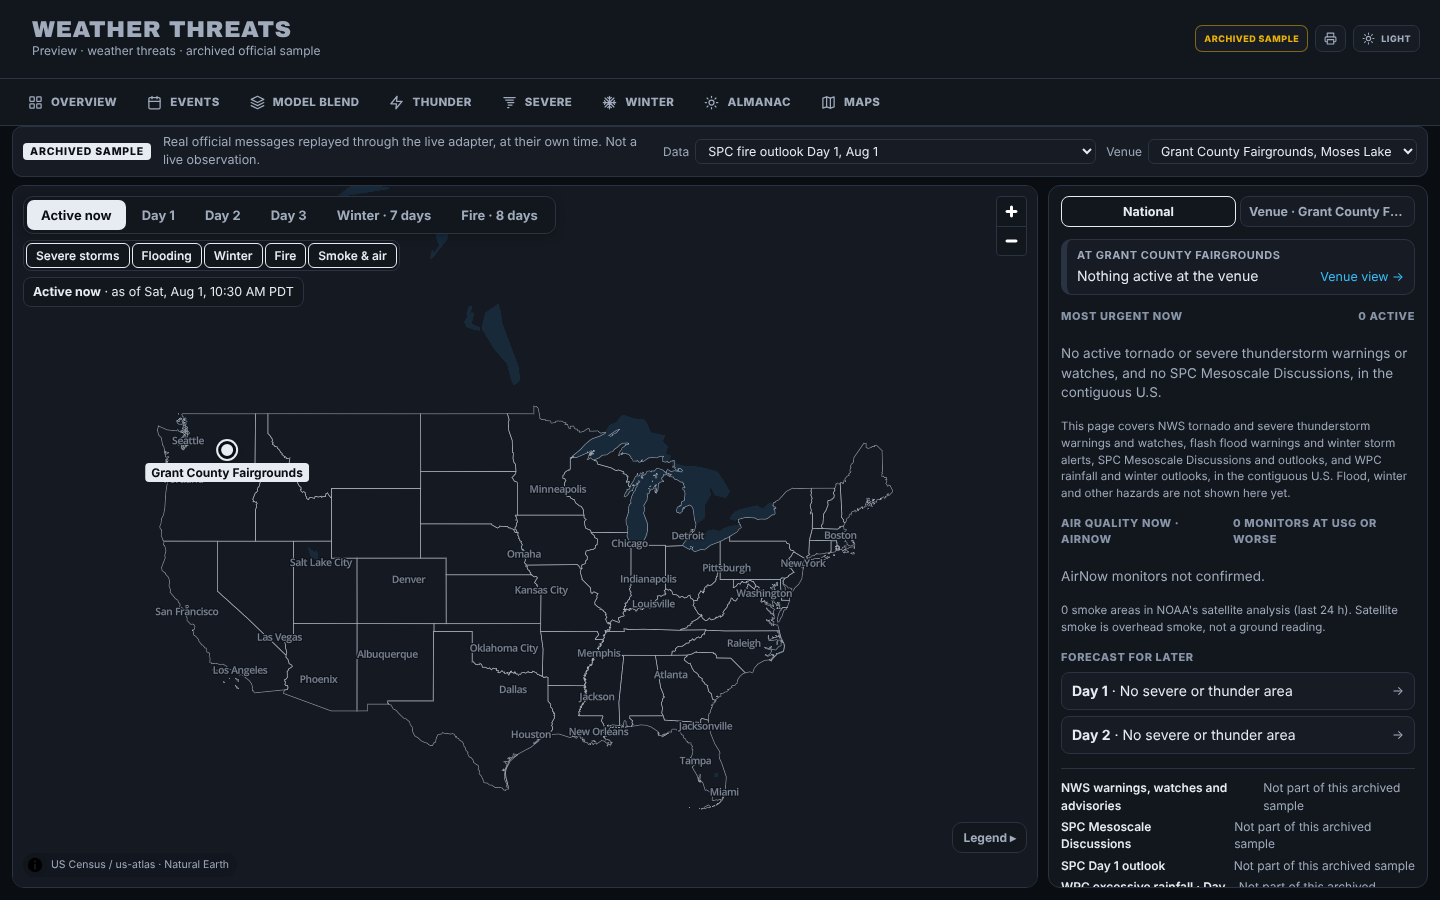 WEATHER THREATS
Preview · weather threats · archived official sample
ARCHIVED SAMPLE
LIGHT
OVERVIEW
EVENTS
MODEL BLEND
THUNDER
SEVERE
WINTER
ALMANAC
MAPS
ARCHIVED SAMPLE
Real official messages replayed through the live adapter, at their own time. Not a
live observation.
Data
SPC fire outlook Day 1, Aug 1
Venue
Grant County Fairgrounds, Moses Lake
Active now
Day 1
Day 2
Day 3
Winter · 7 days
Fire · 8 days
Severe storms
Flooding
Winter
Fire
Smoke & air
Active now · as of Sat, Aug 1, 10:30 AM PDT
+
−
Seattle
Grant County Fairgrounds
Minneapolis
Boston
Detroit
Chicago
Omaha
Salt Lake City
Pittsburgh
New York
Denver
Indianapolis
Kansas City
Washington
San Francisco
Louisville
Las Vegas
Raleigh
Oklahoma City
Albuquerque
Memphis
Los Angeles
Phoenix
Atlanta
Dallas
Jackson
Jacksonville
Houston
New Orleans
Tampa
Miami
Legend ▸
US Census / us-atlas · Natural Earth
National
Venue · Grant County F...
AT GRANT COUNTY FAIRGROUNDS
Nothing active at the venue
Venue view →
MOST URGENT NOW
0 ACTIVE
No active tornado or severe thunderstorm warnings or
watches, and no SPC Mesoscale Discussions, in the
contiguous U.S.
This page covers NWS tornado and severe thunderstorm
warnings and watches, flash flood warnings and winter storm
alerts, SPC Mesoscale Discussions and outlooks, and WPC
rainfall and winter outlooks, in the contiguous U.S. Flood, winter
and other hazards are not shown here yet.
AIR QUALITY NOW ·
AIRNOW
0 MONITORS AT USG OR
WORSE
AirNow monitors not confirmed.
0 smoke areas in NOAA's satellite analysis (last 24 h). Satellite
smoke is overhead smoke, not a ground reading.
FORECAST FOR LATER
Day 1 · No severe or thunder area →
Day 2 · No severe or thunder area →
NWS warnings, watches and
advisories
Not part of this archived
sample
SPC Mesoscale
Discussions
Not part of this archived
sample
SPC Day 1 outlook
Not part of this archived sample
WPC excessive rainfall · Day
Not part of this archived